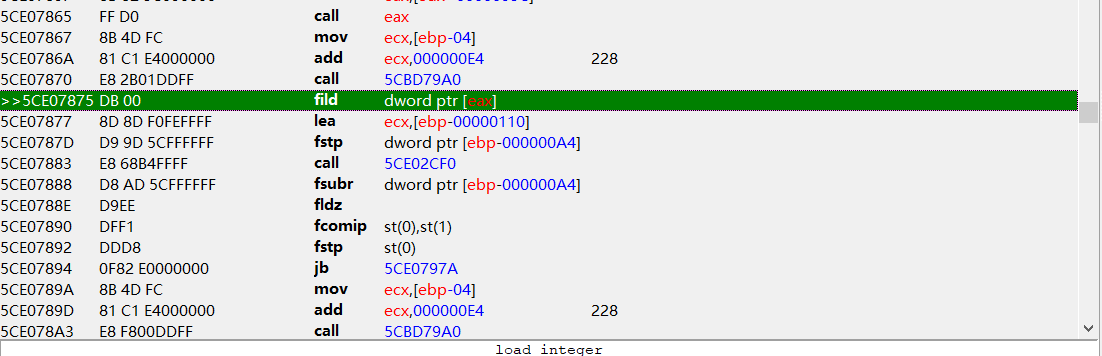 5CE07865 FF D0 call eax
5CE07867 8B 4D FC mov ecx,[ebp-04]
5CE0786A 81 C1 E4000000 add ecx,000000E4 228
5CE07870 E8 2B01DDFF call 5CBD79A0
>>5CE07875 DB 00 fild dword ptr [eax]
5CE07877 8D 8D F0FEFFFF lea ecx,[ebp-00000110]
5CE0787D D9 9D 5CFFFFFF fstp dword ptr [ebp-000000A4]
5CE07883 E8 68B4FFFF call 5CE02CF0
5CE07888 D8 AD 5CFFFFFF fsubr dword ptr [ebp-000000A4]
5CE0788E D9EE fldz
5CE07890 DFF1 fcomip st(0),st(1)
5CE07892 DDD8 fstp st(0)
5CE07894 0F82 E0000000 jb 5CE0797A
5CE0789A 8B 4D FC mov ecx,[ebp-04]
5CE0789D 81 C1 E4000000 add ecx,000000E4 228
5CE078A3 E8 F800DDFF call 5CBD79A0
load integer